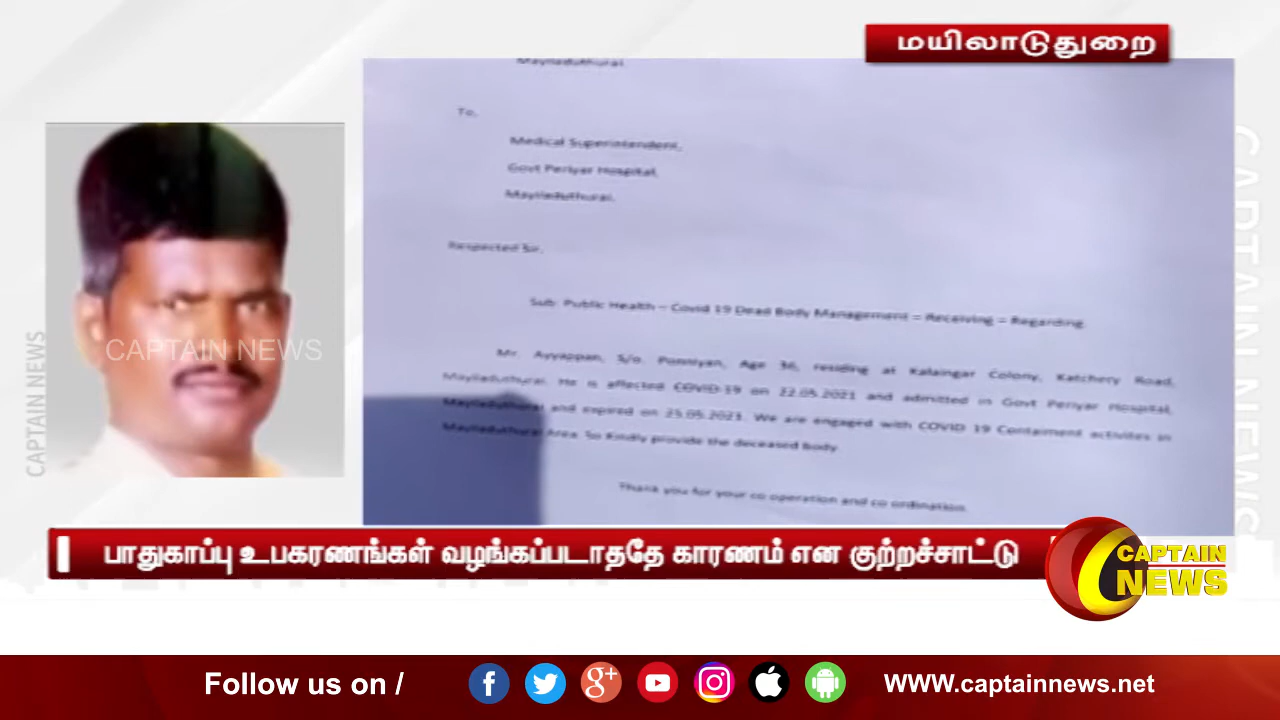 மயிலாடுதுறை
Mayiladuthurai.
To,
Medical Superintendent,
Govt Periyar Hospital,
Mayiladuthurai.
Respected Sir,
Sub: Public Health – Covid 19 Dead Body Management – Receiving – Regarding
Mr. Ayyappan, S/o. Ponniyan, Age 36, residing at Kalaingar Colony, Katchery Road,
Mayiladuthurai. He is affected COVID-19 on 22.05.2021 and admitted in Govt Periyar Hospital,
Mayiladuthurai and expired on 25.05.2021. We are engaged with COVID 19 Contaiment activites in
Mayiladuthurai Area. So Kindly provide the deceased body
Thank you for your co operation and co ordination.
CAPTAIN NEWS
CAPTAIN NEWS
CAPTAIN NEWS
பாதுகாப்பு உபகரணங்கள் வழங்கப்படாததே காரணம் என குற்றச்சாட்டு
CAPTAIN
NEWS
Follow us on /
WWW.captainnews.net